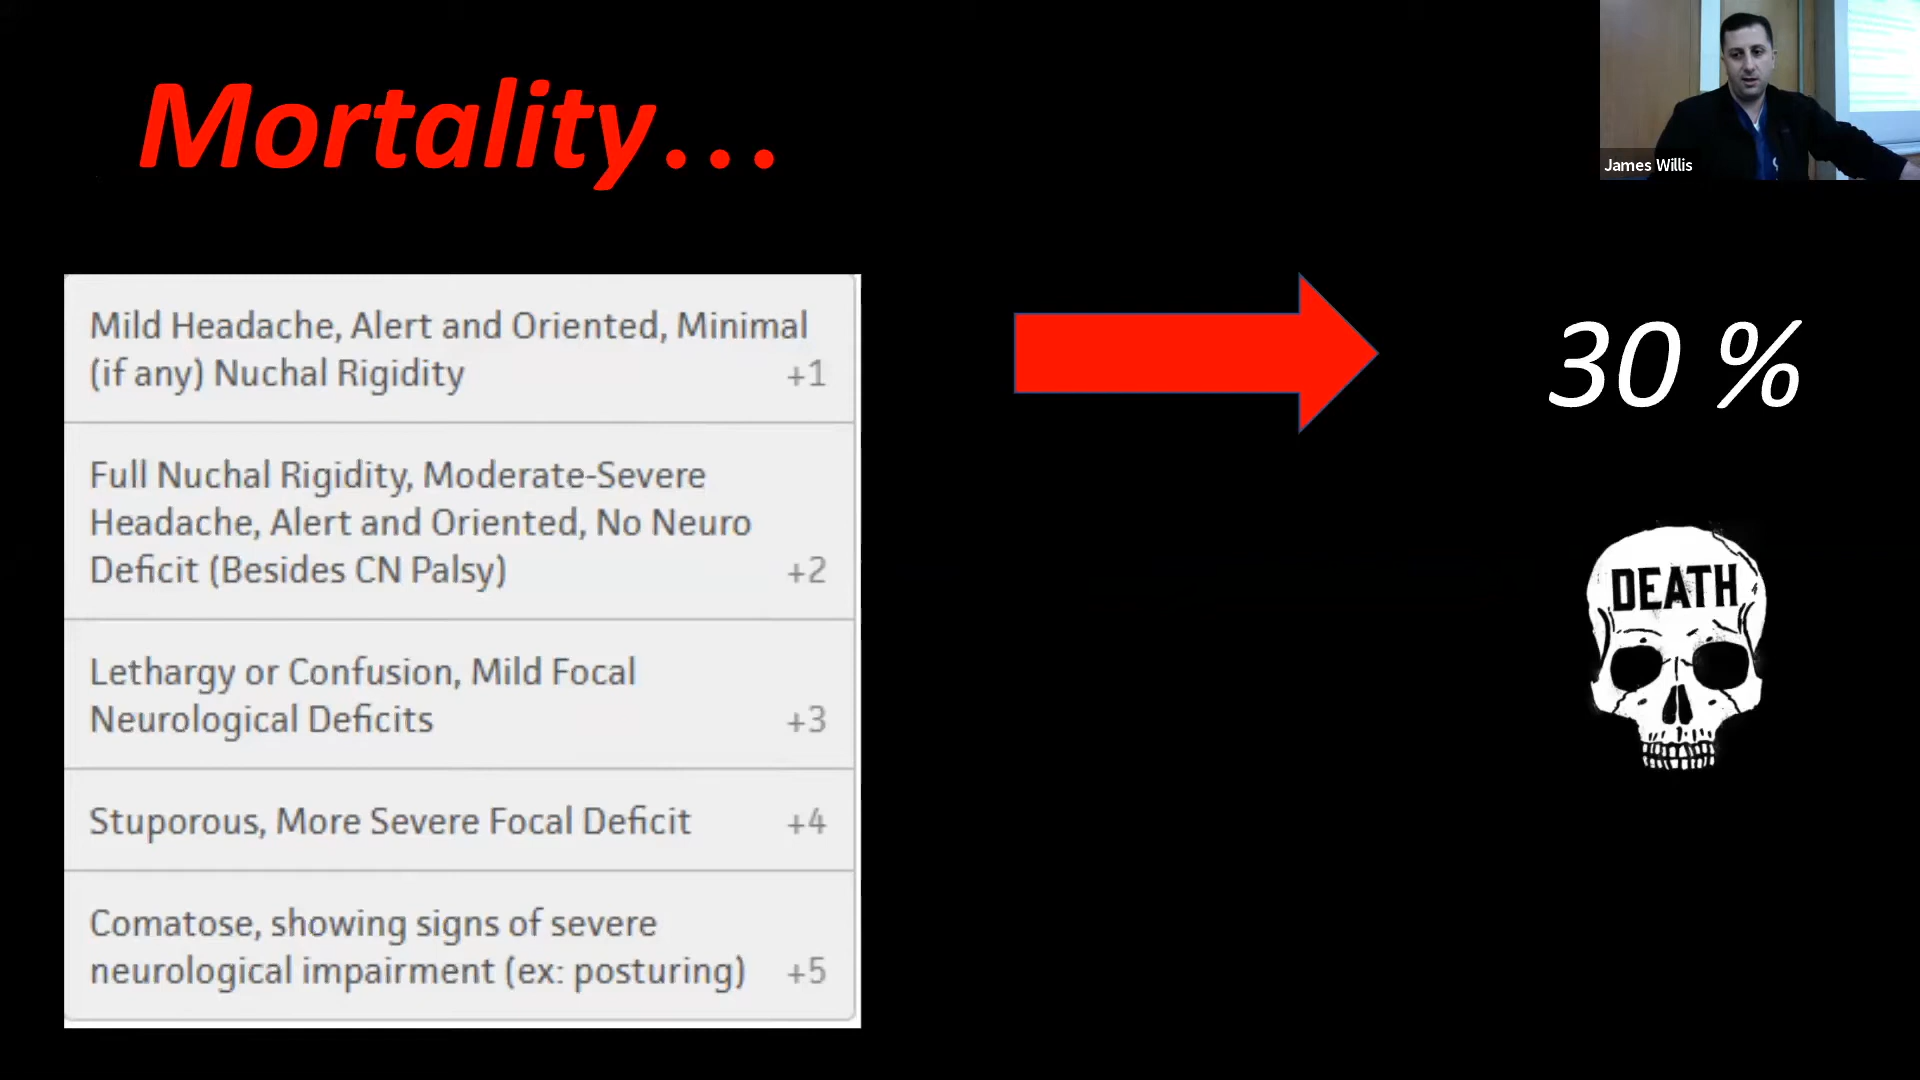 Mortality...
James Willis
Mild Headache, Alert and Oriented, Minimal
(if any) Nuchal Rigidity +1
30 %
Full Nuchal Rigidity, Moderate-Severe
Headache, Alert and Oriented, No Neuro
Deficit (Besides CN Palsy) +2
DEATH
Lethargy or Confusion, Mild Focal
Neurological Deficits +3
Stuporous, More Severe Focal Deficit +4
Comatose, showing signs of severe
neurological impairment (ex: posturing) +5